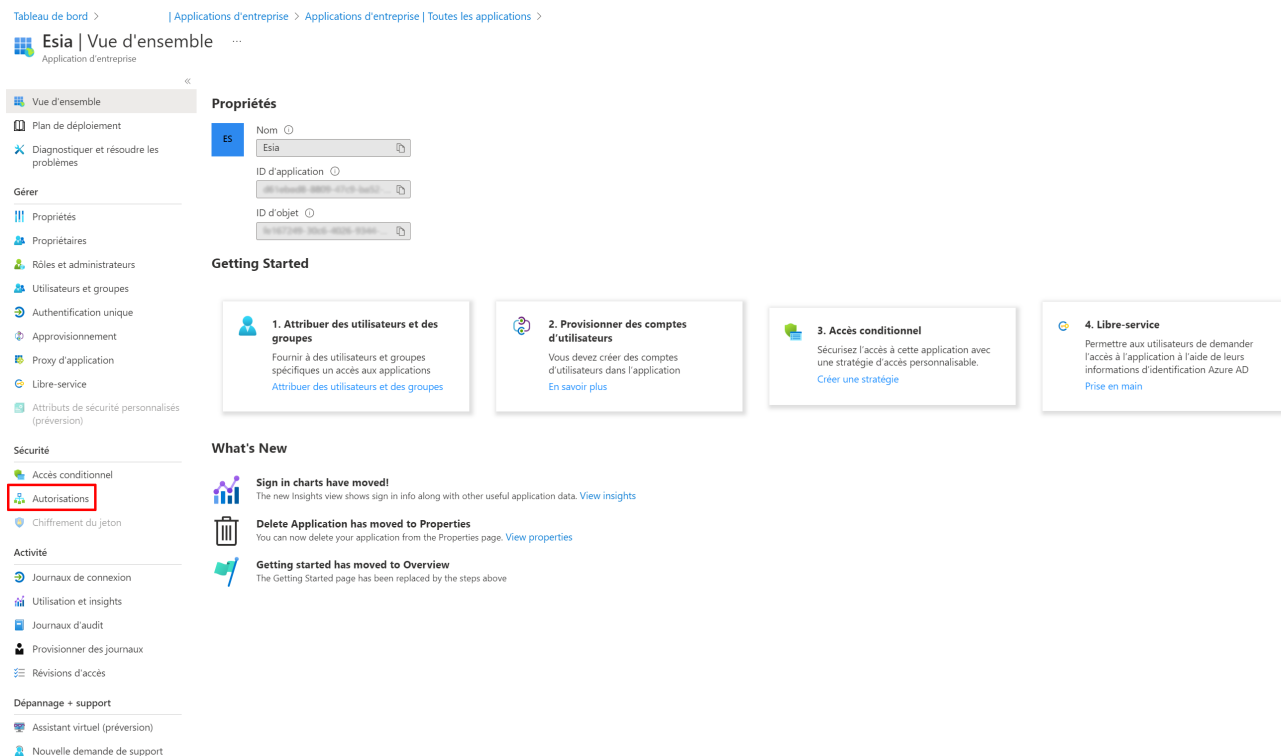 Tableau de bord > | Applications d'entreprise > Applications d'entreprise | Toutes les applications >
Esia | Vue d'ensemble ...
Application d'entreprise
«
Vue d'ensemble
Plan de déploiement
Diagnostiquer et résoudre les
problèmes
Gérer
Propriétés
Propriétaires
Rôles et administrateurs
Utilisateurs et groupes
Authentification unique
Approvisionnement
Proxy d'application
Libre-service
Attributs de sécurité personnalisés
(préversion)
Sécurité
Accès conditionnel
Autorisations
Chiffrement du jeton
Activité
Journaux de connexion
Utilisation et insights
Journaux d'audit
Provisionner des journaux
Révisions d'accès
Dépannage + support
Assistant virtuel (préversion)
Nouvelle demande de support
Propriétés
ES
Nom
Esia
ID d'application
ID d'objet
Getting Started
1. Attribuer des utilisateurs et des
groupes
Fournir à des utilisateurs et groupes
spécifiques un accès aux applications
Attribuer des utilisateurs et des groupes
2. Provisionner des comptes
d'utilisateurs
Vous devez créer des comptes
d'utilisateurs dans l'application
En savoir plus
3. Accès conditionnel
Sécurisez l'accès à cette application avec
une stratégie d'accès personnalisable.
Créer une stratégie
4. Libre-service
Permettre aux utilisateurs de demander
l'accès à l'application à l'aide de leurs
informations d'identification Azure AD
Prise en main
What's New
Sign in charts have moved!
The new Insights view shows sign in info along with other useful application data. View insights
Delete Application has moved to Properties
You can now delete your application from the Properties page. View properties
Getting started has moved to Overview
The Getting Started page has been replaced by the steps above